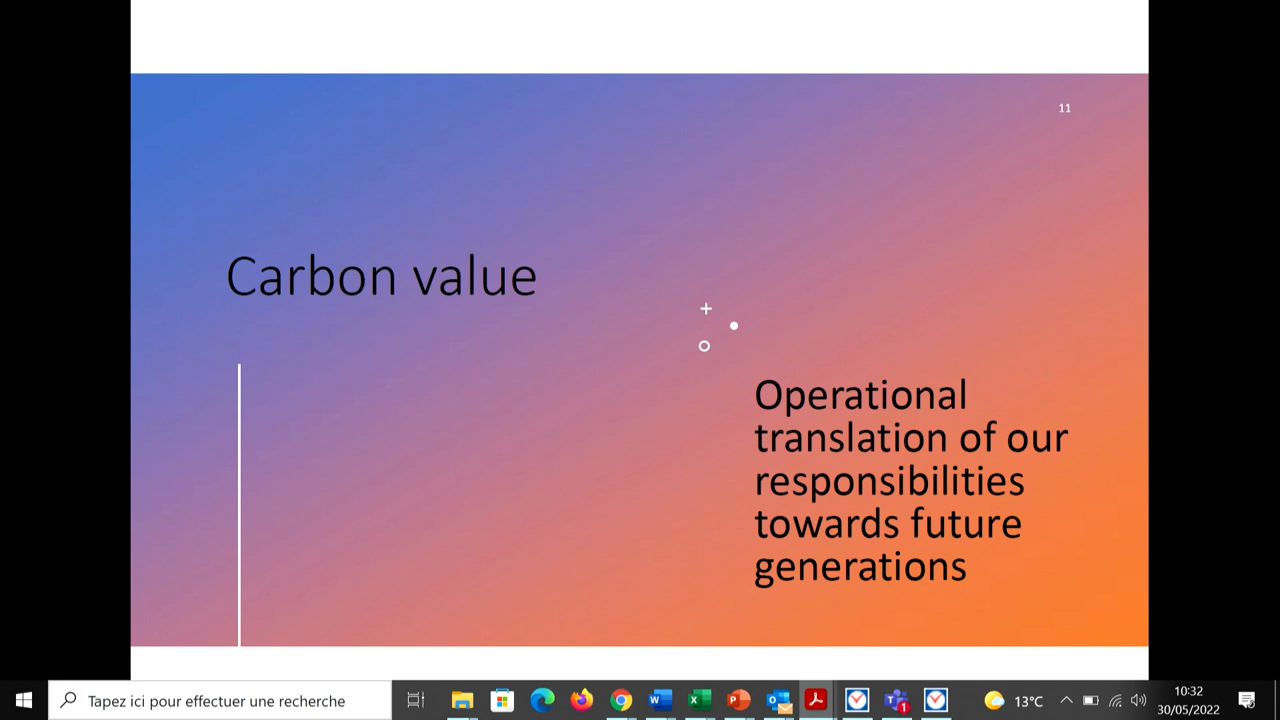 11
Carbon value
Operational
translation of our
responsibilities
towards future
generations
Tapez ici pour effectuer une recherche
1
13°C
10:32
30/05/2022